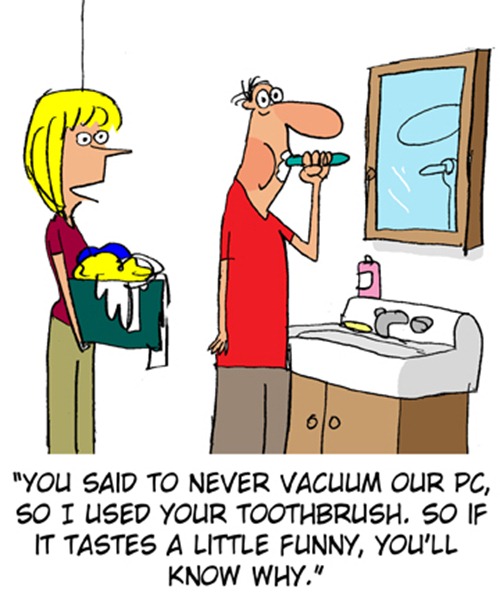 "YOU SAID TO NEVER VACUUM OUR PC,
SO I USED YOUR TOOTHBRUSH. SO IF
IT TASTES A LITTLE FUNNY, YOU'LL
KNOW WHY."